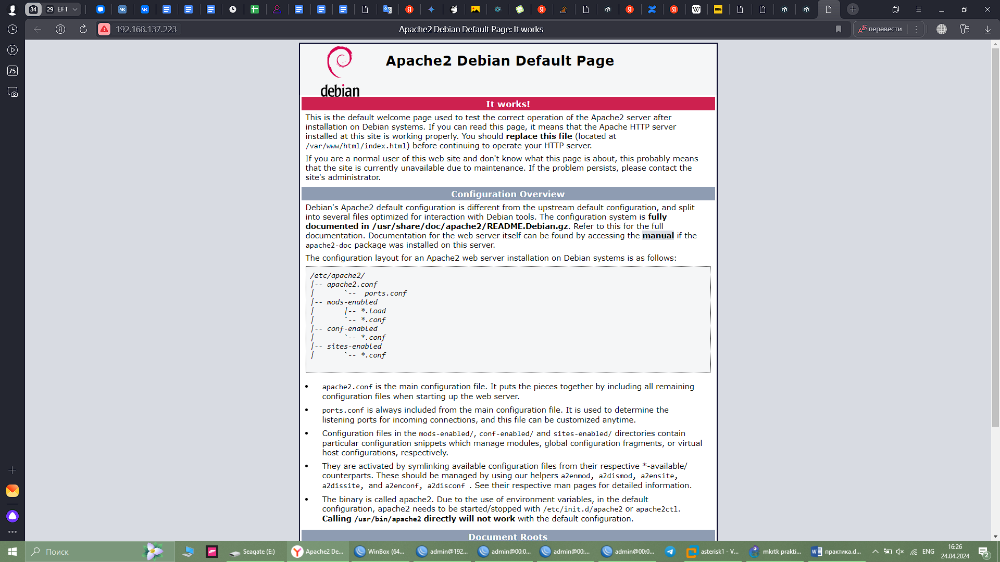 34
29 EFT
192.168.137.223
Apache2 Debian Default Page: It works
перевести
75
debian
Apache2 Debian Default Page
It works!
This is the default welcome page used to test the correct operation of the Apache2 server after
installation on Debian systems. If you can read this page, it means that the Apache HTTP server
installed at this site is working properly. You should replace this file (located at
/var/www/html/index.html) before continuing to operate your HTTP server.
If you are a normal user of this web site and don't know what this page is about, this probably means
that the site is currently unavailable due to maintenance. If the problem persists, please contact the
site's administrator.
Configuration Overview
Debian's Apache2 default configuration is different from the upstream default configuration, and split
into several files optimized for interaction with Debian tools. The configuration system is fully
documented in /usr/share/doc/apache2/README.Debian.gz. Refer to this for the full
documentation. Documentation for the web server itself can be found by accessing the manual if the
apache2-doc package was installed on this server.
The configuration layout for an Apache2 web server installation on Debian systems is as follows:
/etc/apache2/
|-- apache2.conf
|       `--  ports.conf
|-- mods-enabled
|       |-- *.load
|       `-- *.conf
|-- conf-enabled
|       `-- *.conf
|-- sites-enabled
|       `-- *.conf
• apache2.conf is the main configuration file. It puts the pieces together by including all remaining
configuration files when starting up the web server.
• ports.conf is always included from the main configuration file. It is used to determine the
listening ports for incoming connections, and this file can be customized anytime.
• Configuration files in the mods-enabled/, conf-enabled/ and sites-enabled/ directories contain
particular configuration snippets which manage modules, global configuration fragments, or virtual
host configurations, respectively.
• They are activated by symlinking available configuration files from their respective *-available/
counterparts. These should be managed by using our helpers a2enmod, a2dismod, a2ensite,
a2dissite, and a2enconf, a2disconf . See their respective man pages for detailed information.
• The binary is called apache2. Due to the use of environment variables, in the default
configuration, apache2 needs to be started/stopped with /etc/init.d/apache2 or apache2ctl.
Calling /usr/bin/apache2 directly will not work with the default configuration.
Document Roots
Поиск
Seagate (E:)
Apache2 De...
WinBox (64...
admin@192...
admin@00:0...
admin@00:...
admin@00:0...
asterisk1 - V...
mkrtk prakti...
практика.d...
ENG
16:26
24.04.2024
2